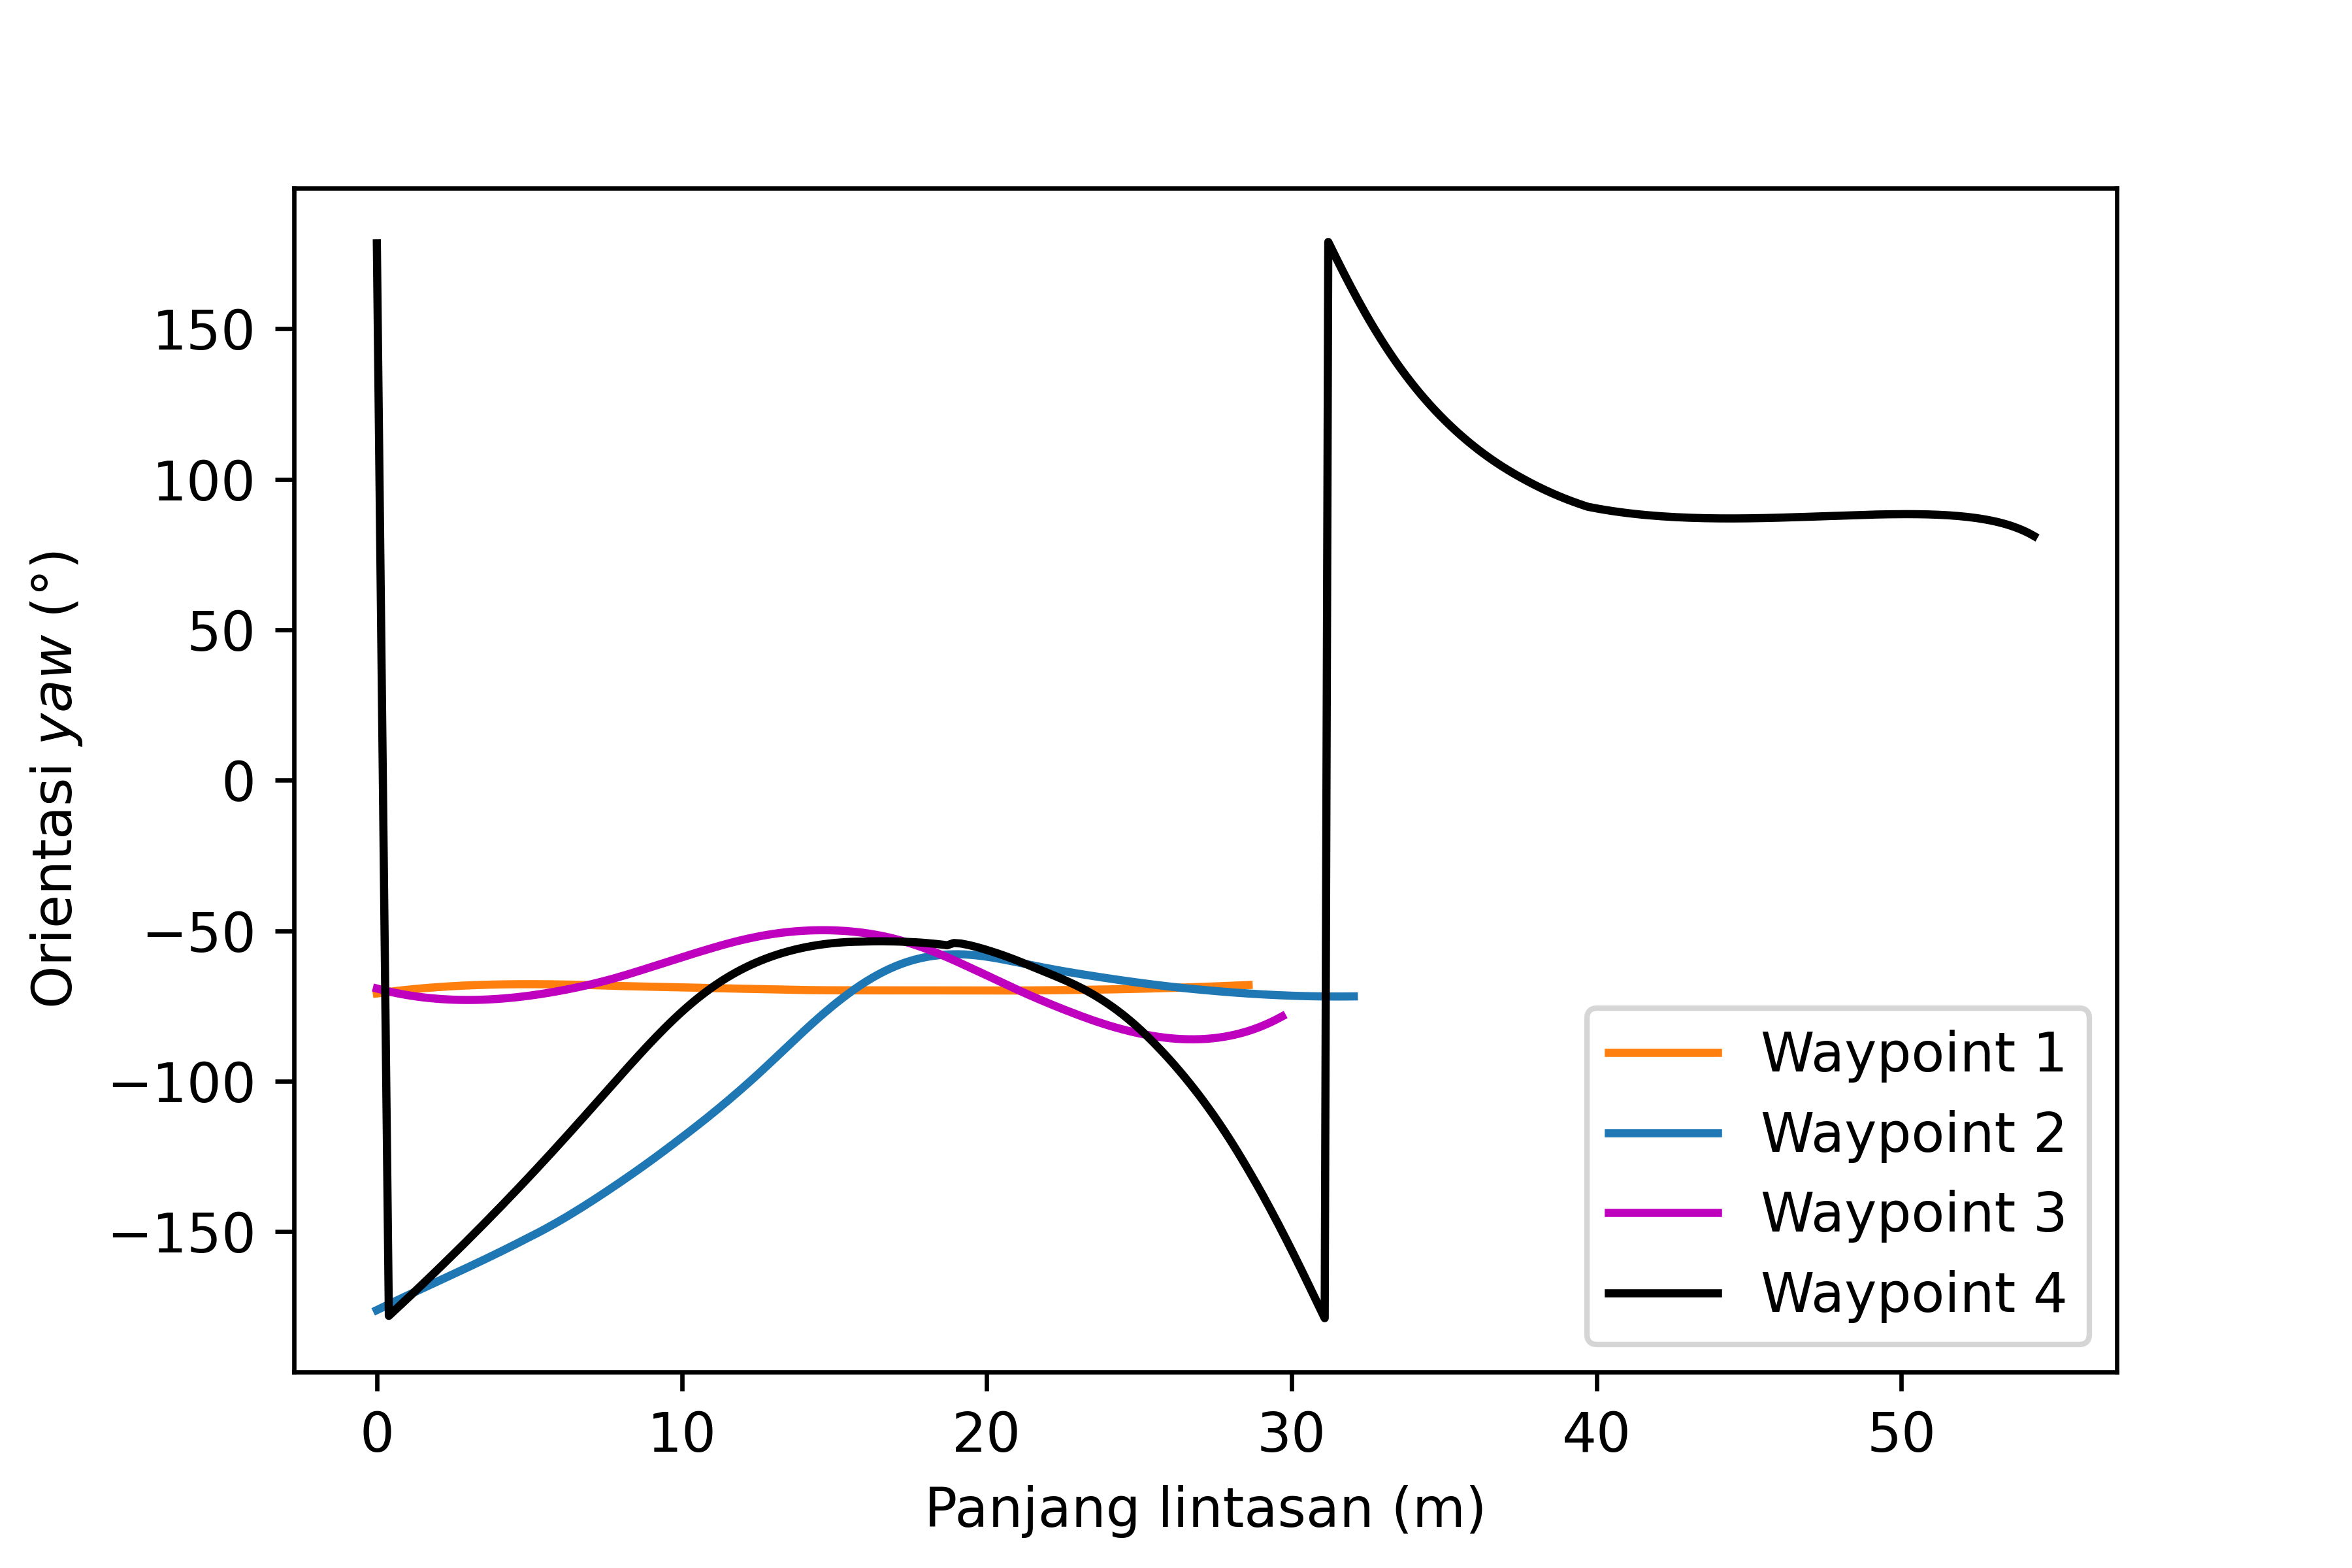 Orientasi yaw (°)
150
100
50
0
−50
−100
−150
0 10 20 30 40 50
Panjang lintasan (m)
Waypoint 1
Waypoint 2
Waypoint 3
Waypoint 4